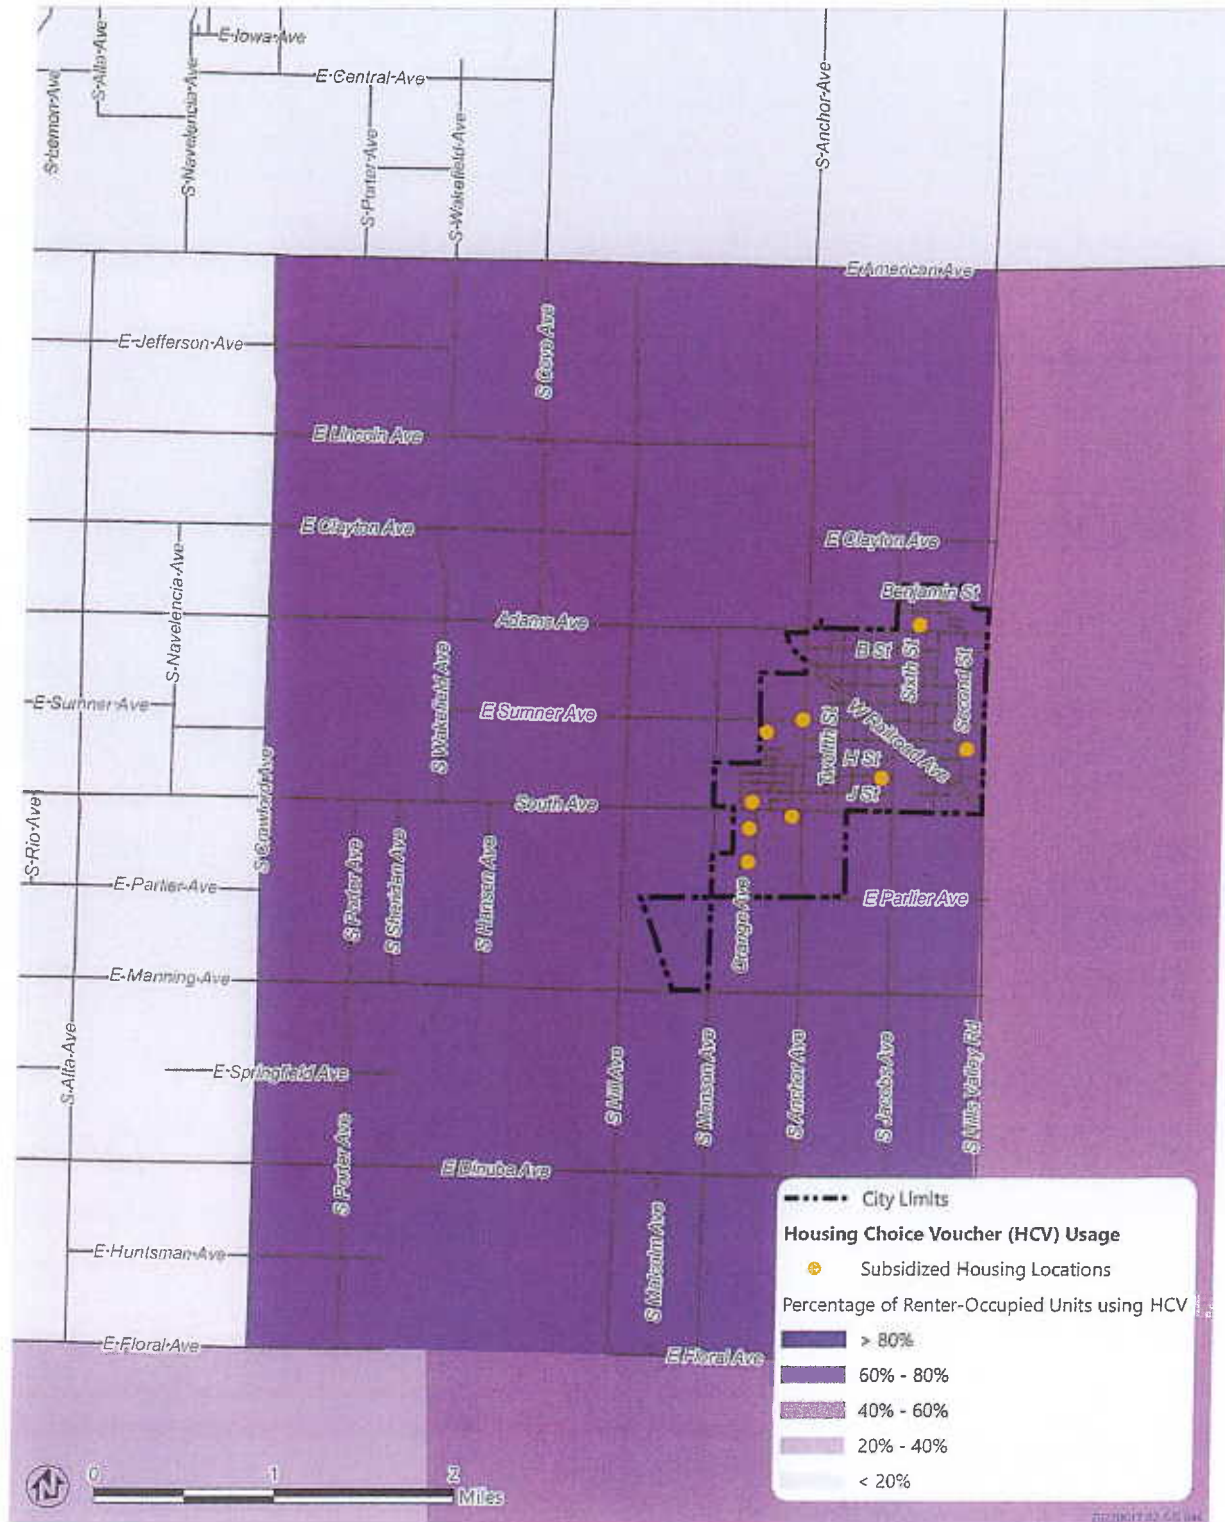 S-Lemon-Ave
S-Alta-Ave
S-Navelencia-Ave
E-Iowa-Ave
E-Central-Ave
S-Porter-Ave
S-Wakefield-Ave
S-Anchor-Ave
E-American-Ave
E-Jefferson-Ave
S Cove Ave
E Lincoln Ave
E Clayton Ave
E Clayton Ave
S-Navelencia-Ave
Benjamin St
Adams Ave
B St
Sixth St
Second St
S Wakefield Ave
E-Sumner-Ave
E Sumner Ave
Twelfth St
W Railroad Ave
H St
J St
South Ave
S-Rio-Ave
S-Crawford-Ave
S Porter Ave
S Sheridan Ave
S Hansen Ave
E-Parlier-Ave
E Parlier Ave
Orange Ave
E-Manning-Ave
S-Alta-Ave
E-Springfield Ave
S Hill Ave
S Monson Ave
S Anchor Ave
S Jacobs Ave
S Hills Valley Rd
S Porter Ave
E Dinuba Ave
S Malcolm Ave
E-Huntsman-Ave
E-Floral-Ave
E Floral Ave
City Limits
Housing Choice Voucher (HCV) Usage
Subsidized Housing Locations
Percentage of Renter-Occupied Units using HCV
> 80%
60% - 80%
40% - 60%
20% - 40%
< 20%
N
0 1 2
Miles